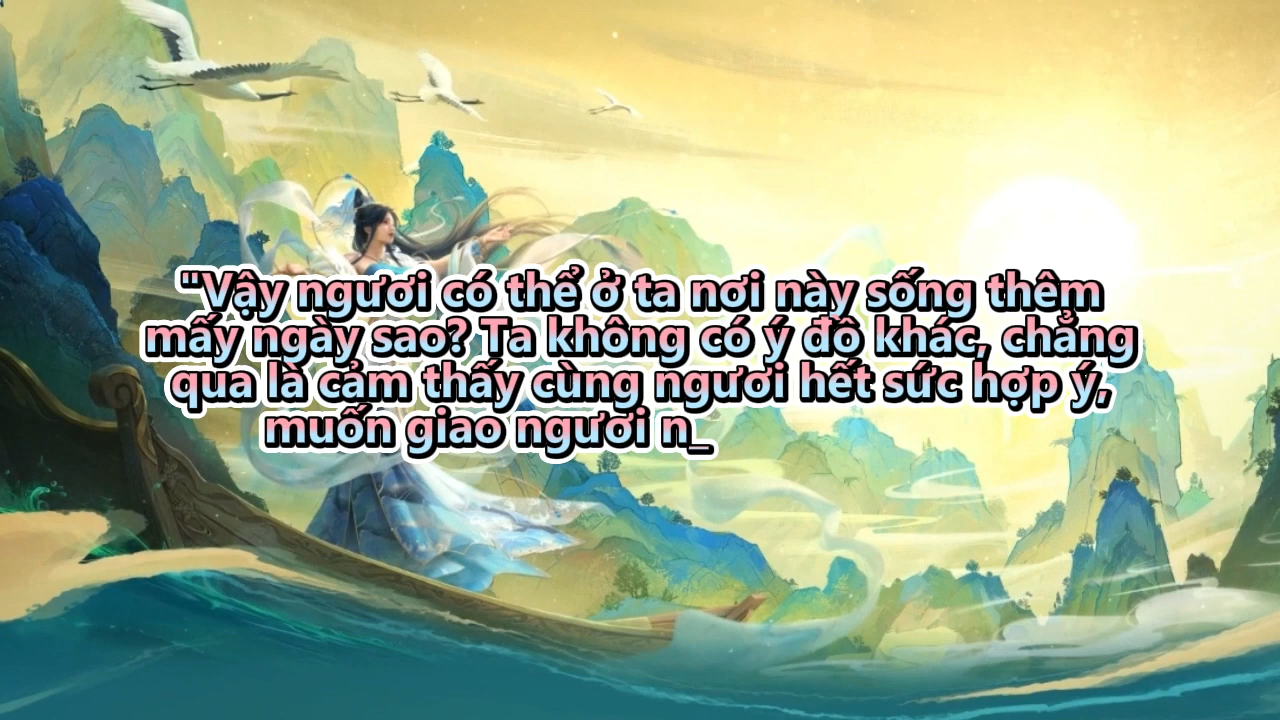 "Vậy ngươi có thể ở ta nơi này sống thêm
mấy ngày sao? Ta không có ý đồ khác, chẳng
qua là cảm thấy cùng ngươi hết sức hợp ý,
muốn giao ngươi n_